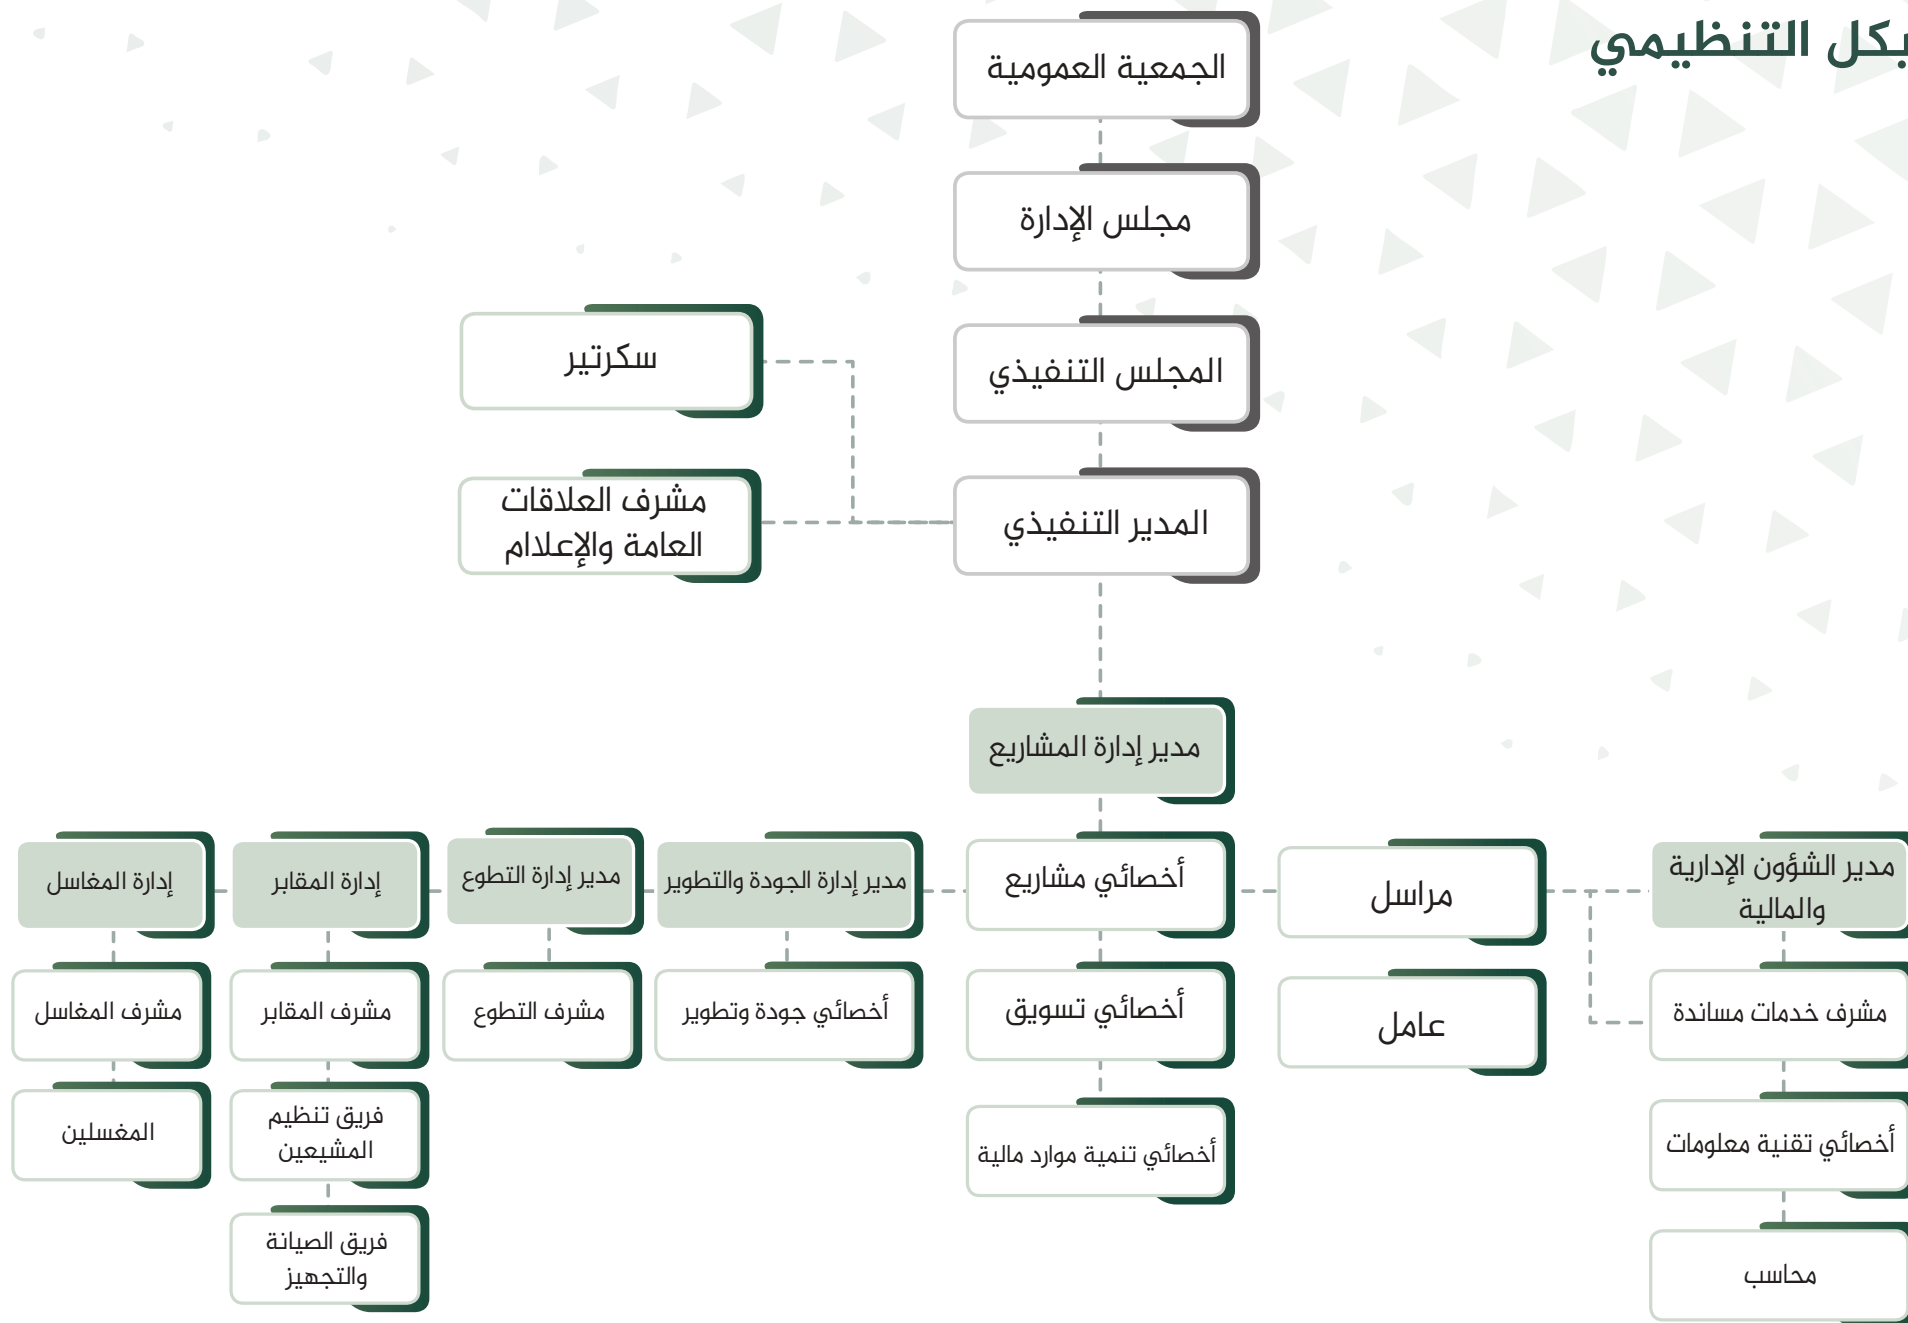 يكل التنظيمي
الجمعية العمومية
مجلس الإدارة
المجلس التنفيذي
سكرتير
المدير التنفيذي
مشرف العلاقات
العامة والإعلام
مدير إدارة المشاريع
مدير الشؤون الإدارية
والمالية
مراسل
أخصائي مشاريع
مدير إدارة الجودة والتطوير
مدير إدارة التطوع
إدارة المقابر
إدارة المغاسل
مشرف خدمات مساندة
عامل
أخصائي تسويق
أخصائي جودة وتطوير
مشرف التطوع
مشرف المقابر
مشرف المغاسل
أخصائي تقنية معلومات
أخصائي تنمية موارد مالية
فريق تنظيم
المشيعين
المغسلين
محاسب
فريق الصيانة
والتجهيز